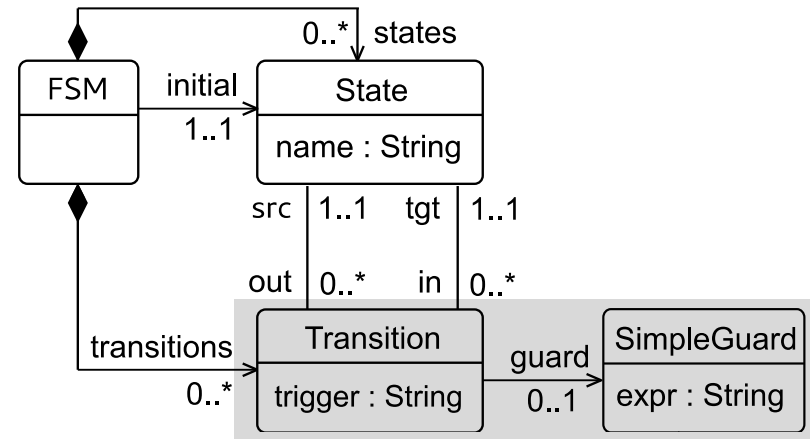 0..* states
FSM
initial
State
1..1
name : String
src 1..1 tgt 1..1
out 0..* in 0..*
transitions
Transition
guard
SimpleGuard
0..*
trigger : String
0..1
expr : String